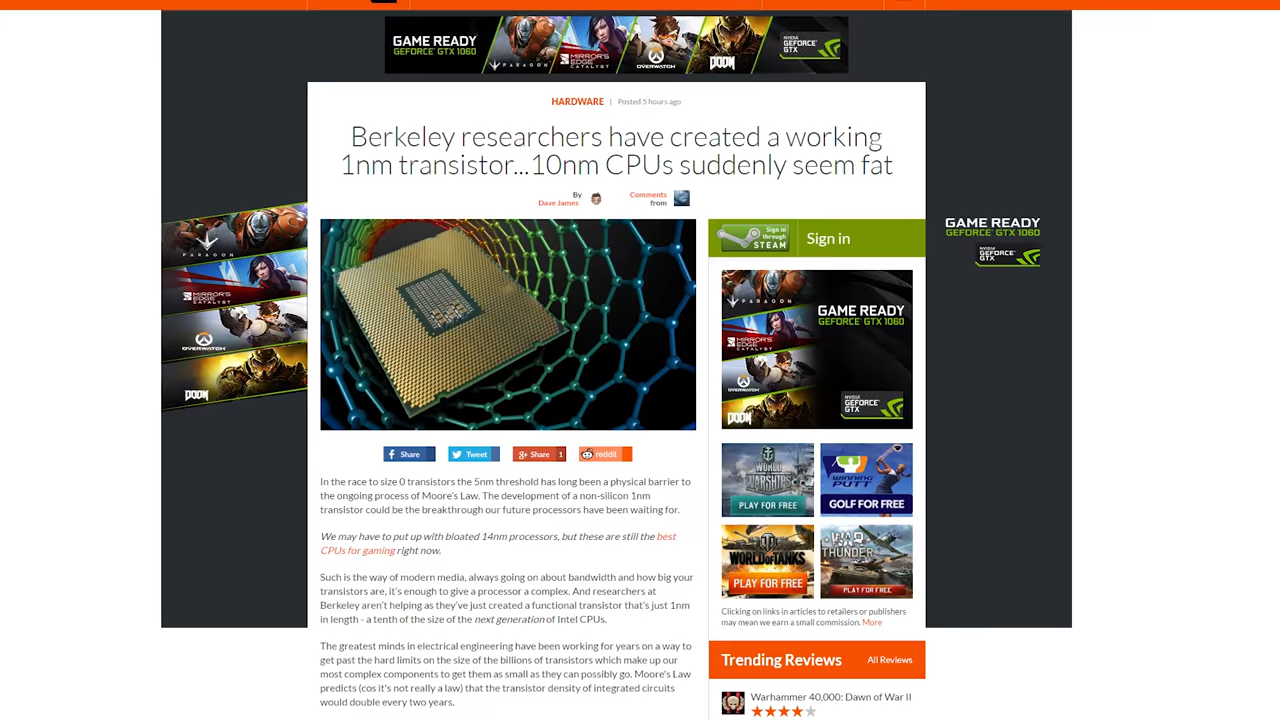 GAME READY
GEFORCE GTX 1060
PARAGON
MIRROR'S EDGE
CATALYST
OVERWATCH
DOOM
NVIDIA
GEFORCE
GTX
HARDWARE | Posted 5 hours ago
Berkeley researchers have created a working
1nm transistor...10nm CPUs suddenly seem fat
By
Dave James
Comments
from
PARAGON
MIRROR'S EDGE
CATALYST
OVERWATCH
DOOM
GAME READY
GEFORCE GTX 1060
NVIDIA
GEFORCE
GTX
Sign in
through
STEAM
Sign in
PARAGON
MIRROR'S EDGE
CATALYST
OVERWATCH
DOOM
GAME READY
GEFORCE GTX 1060
NVIDIA
GEFORCE
GTX
Share
Tweet
g+ Share 1
reddit
WORLD OF
WARSHIPS
PLAY FOR FREE
WINNING
PUTT
GOLF FOR FREE
WORLD OF TANKS
PLAY FOR FREE
WAR
THUNDER
PLAY FOR FREE
In the race to size 0 transistors the 5nm threshold has long been a physical barrier to
the ongoing process of Moore's Law. The development of a non-silicon 1nm
transistor could be the breakthrough our future processors have been waiting for.
We may have to put up with bloated 14nm processors, but these are still the best
CPUs for gaming right now.
Such is the way of modern media, always going on about bandwidth and how big your
transistors are, it's enough to give a processor a complex. And researchers at
Berkeley aren't helping as they've just created a functional transistor that's just 1nm
in length - a tenth of the size of the next generation of Intel CPUs.
The greatest minds in electrical engineering have been working for years on a way to
get past the hard limits on the size of the billions of transistors which make up our
most complex components to get them as small as they can possibly go. Moore's Law
predicts (cos it's not really a law) that the transistor density of integrated circuits
would double every two years.
Clicking on links in articles to retailers or publishers
may mean we earn a small commission. More
Trending Reviews
All Reviews
Warhammer 40,000: Dawn of War II